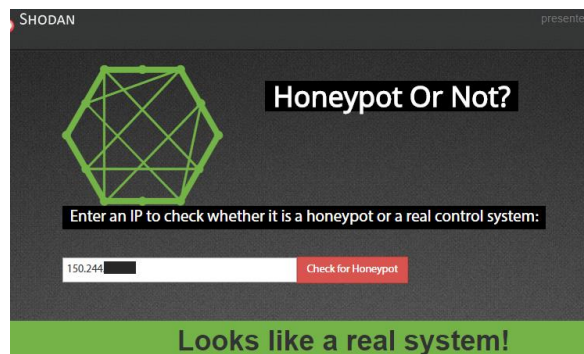 SHODAN
presente
Honeypot Or Not?
Enter an IP to check whether it is a honeypot or a real control system:
150.244.
Check for Honeypot
Looks like a real system!